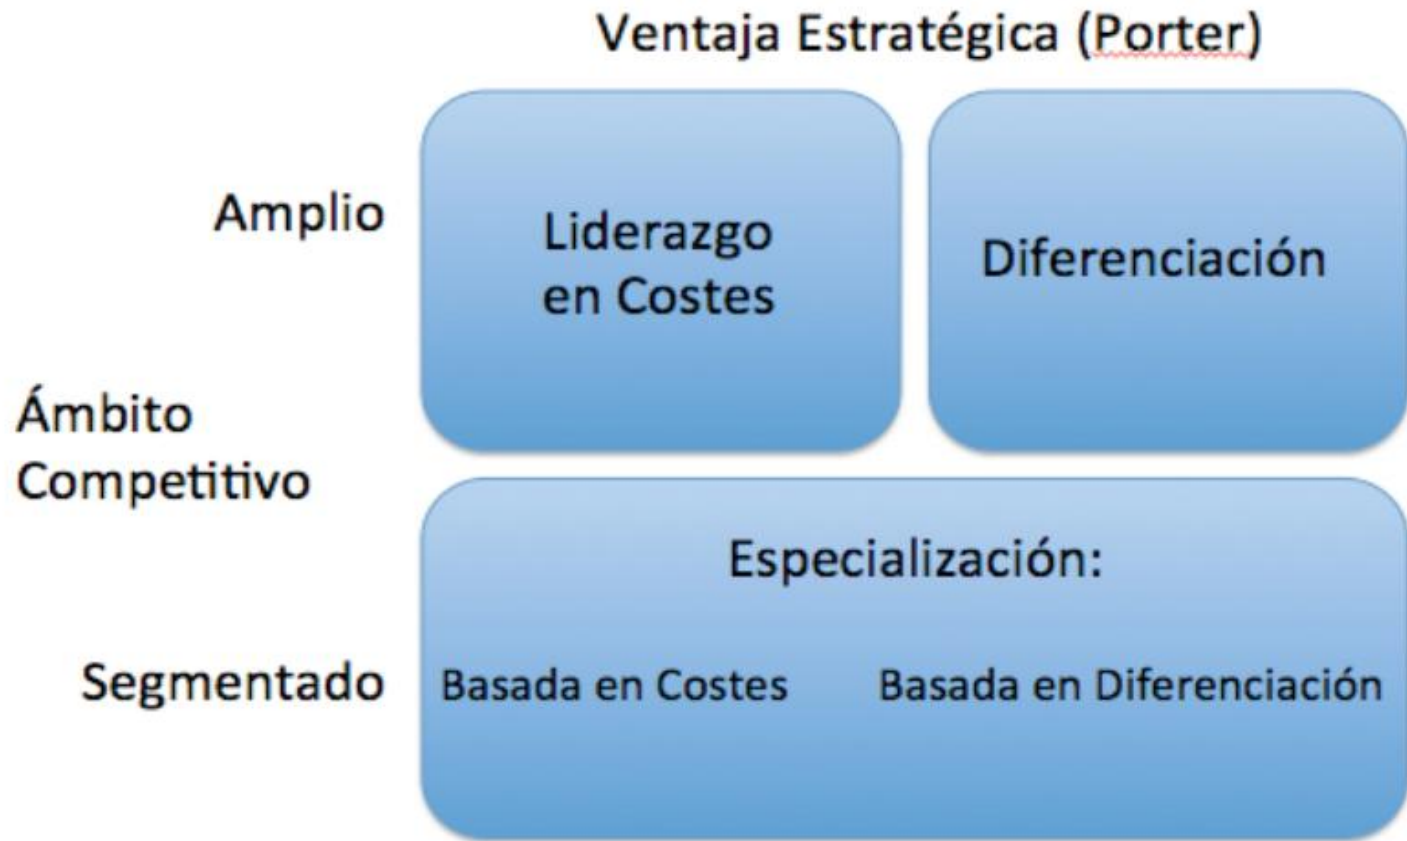 Ventaja Estratégica (Porter)
Amplio
Liderazgo
en Costes
Diferenciación
Ámbito
Competitivo
Especialización:
Segmentado
Basada en Costes
Basada en Diferenciación